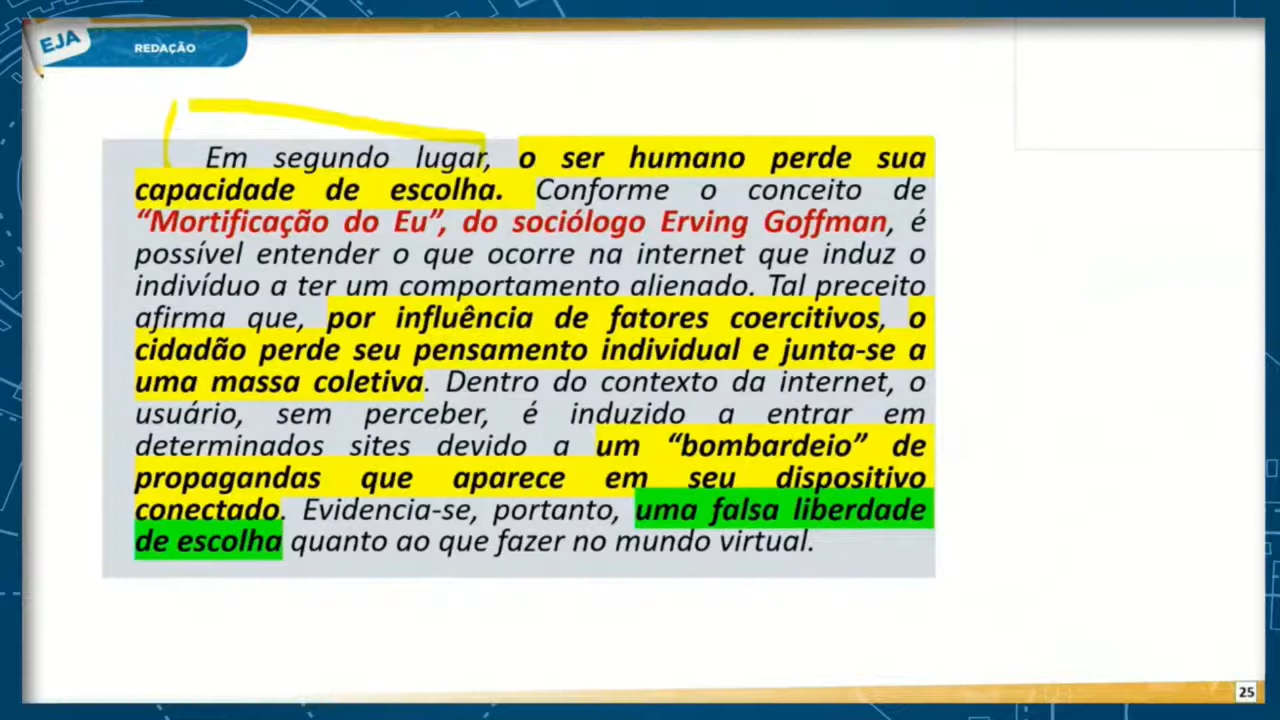 EJA
REDAÇÃO
Em segundo lugar, o ser humano perde sua
capacidade de escolha. Conforme o conceito de
“Mortificação do Eu”, do sociólogo Erving Goffman, é
possível entender o que ocorre na internet que induz o
indivíduo a ter um comportamento alienado. Tal preceito
afirma que, por influência de fatores coercitivos, o
cidadão perde seu pensamento individual e junta-se a
uma massa coletiva. Dentro do contexto da internet, o
usuário, sem perceber, é induzido a entrar em
determinados sites devido a um “bombardeio” de
propagandas que aparece em seu dispositivo
conectado. Evidencia-se, portanto, uma falsa liberdade
de escolha quanto ao que fazer no mundo virtual.
25